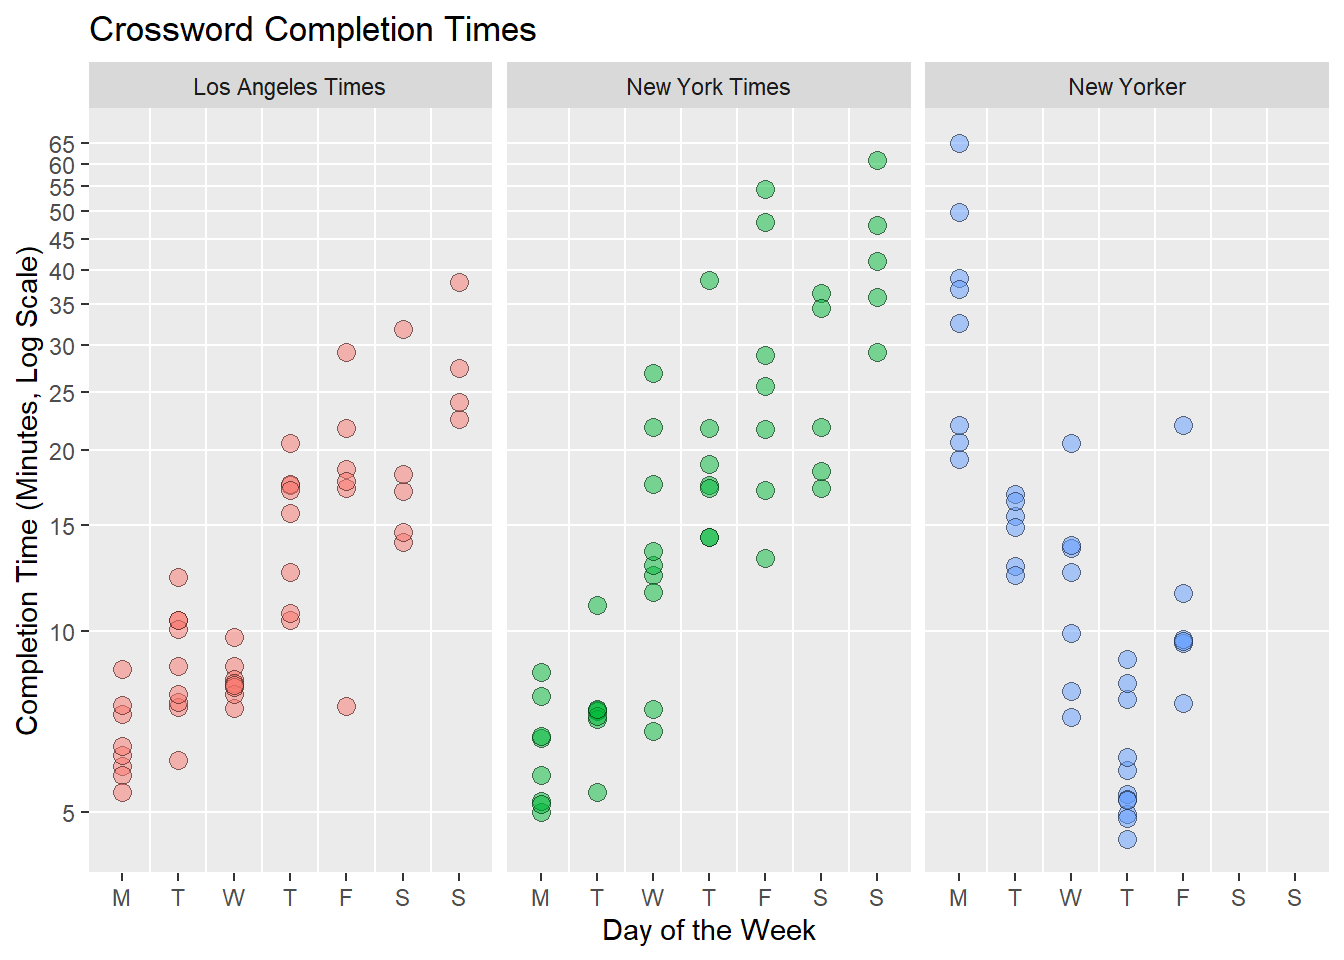 Crossword Completion Times
Los Angeles Times New York Times New Yorker
Completion Time (Minutes, Log Scale)
65
60
55
50
45
40
35
30
25
20
15
10
5
M T W T F S S M T W T F S S M T W T F S S
Day of the Week